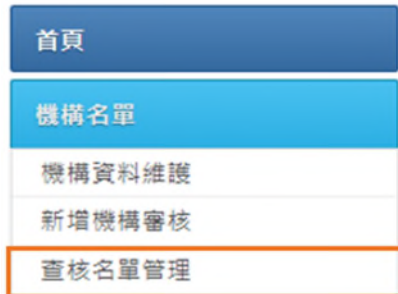 首頁
機構名單
機構資料維護
新增機構審核
查核名單管理